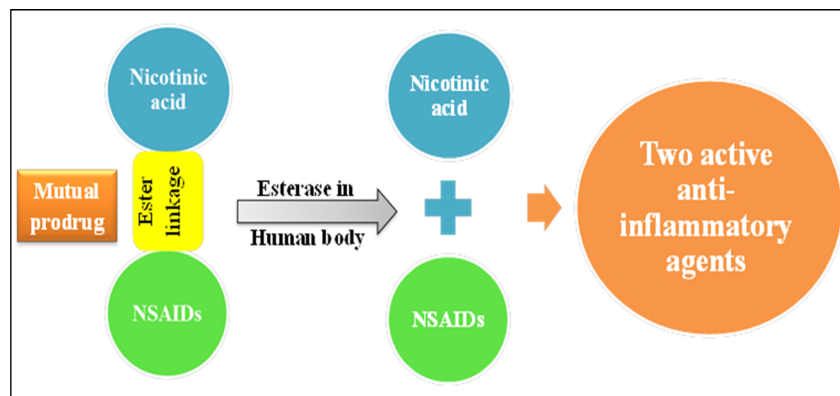 Nicotinic
acid
Mutual
prodrug
Ester
linkage
NSAIDs
Esterase in
Human body
Nicotinic
acid
NSAIDs
Two active
anti-
inflammatory
agents